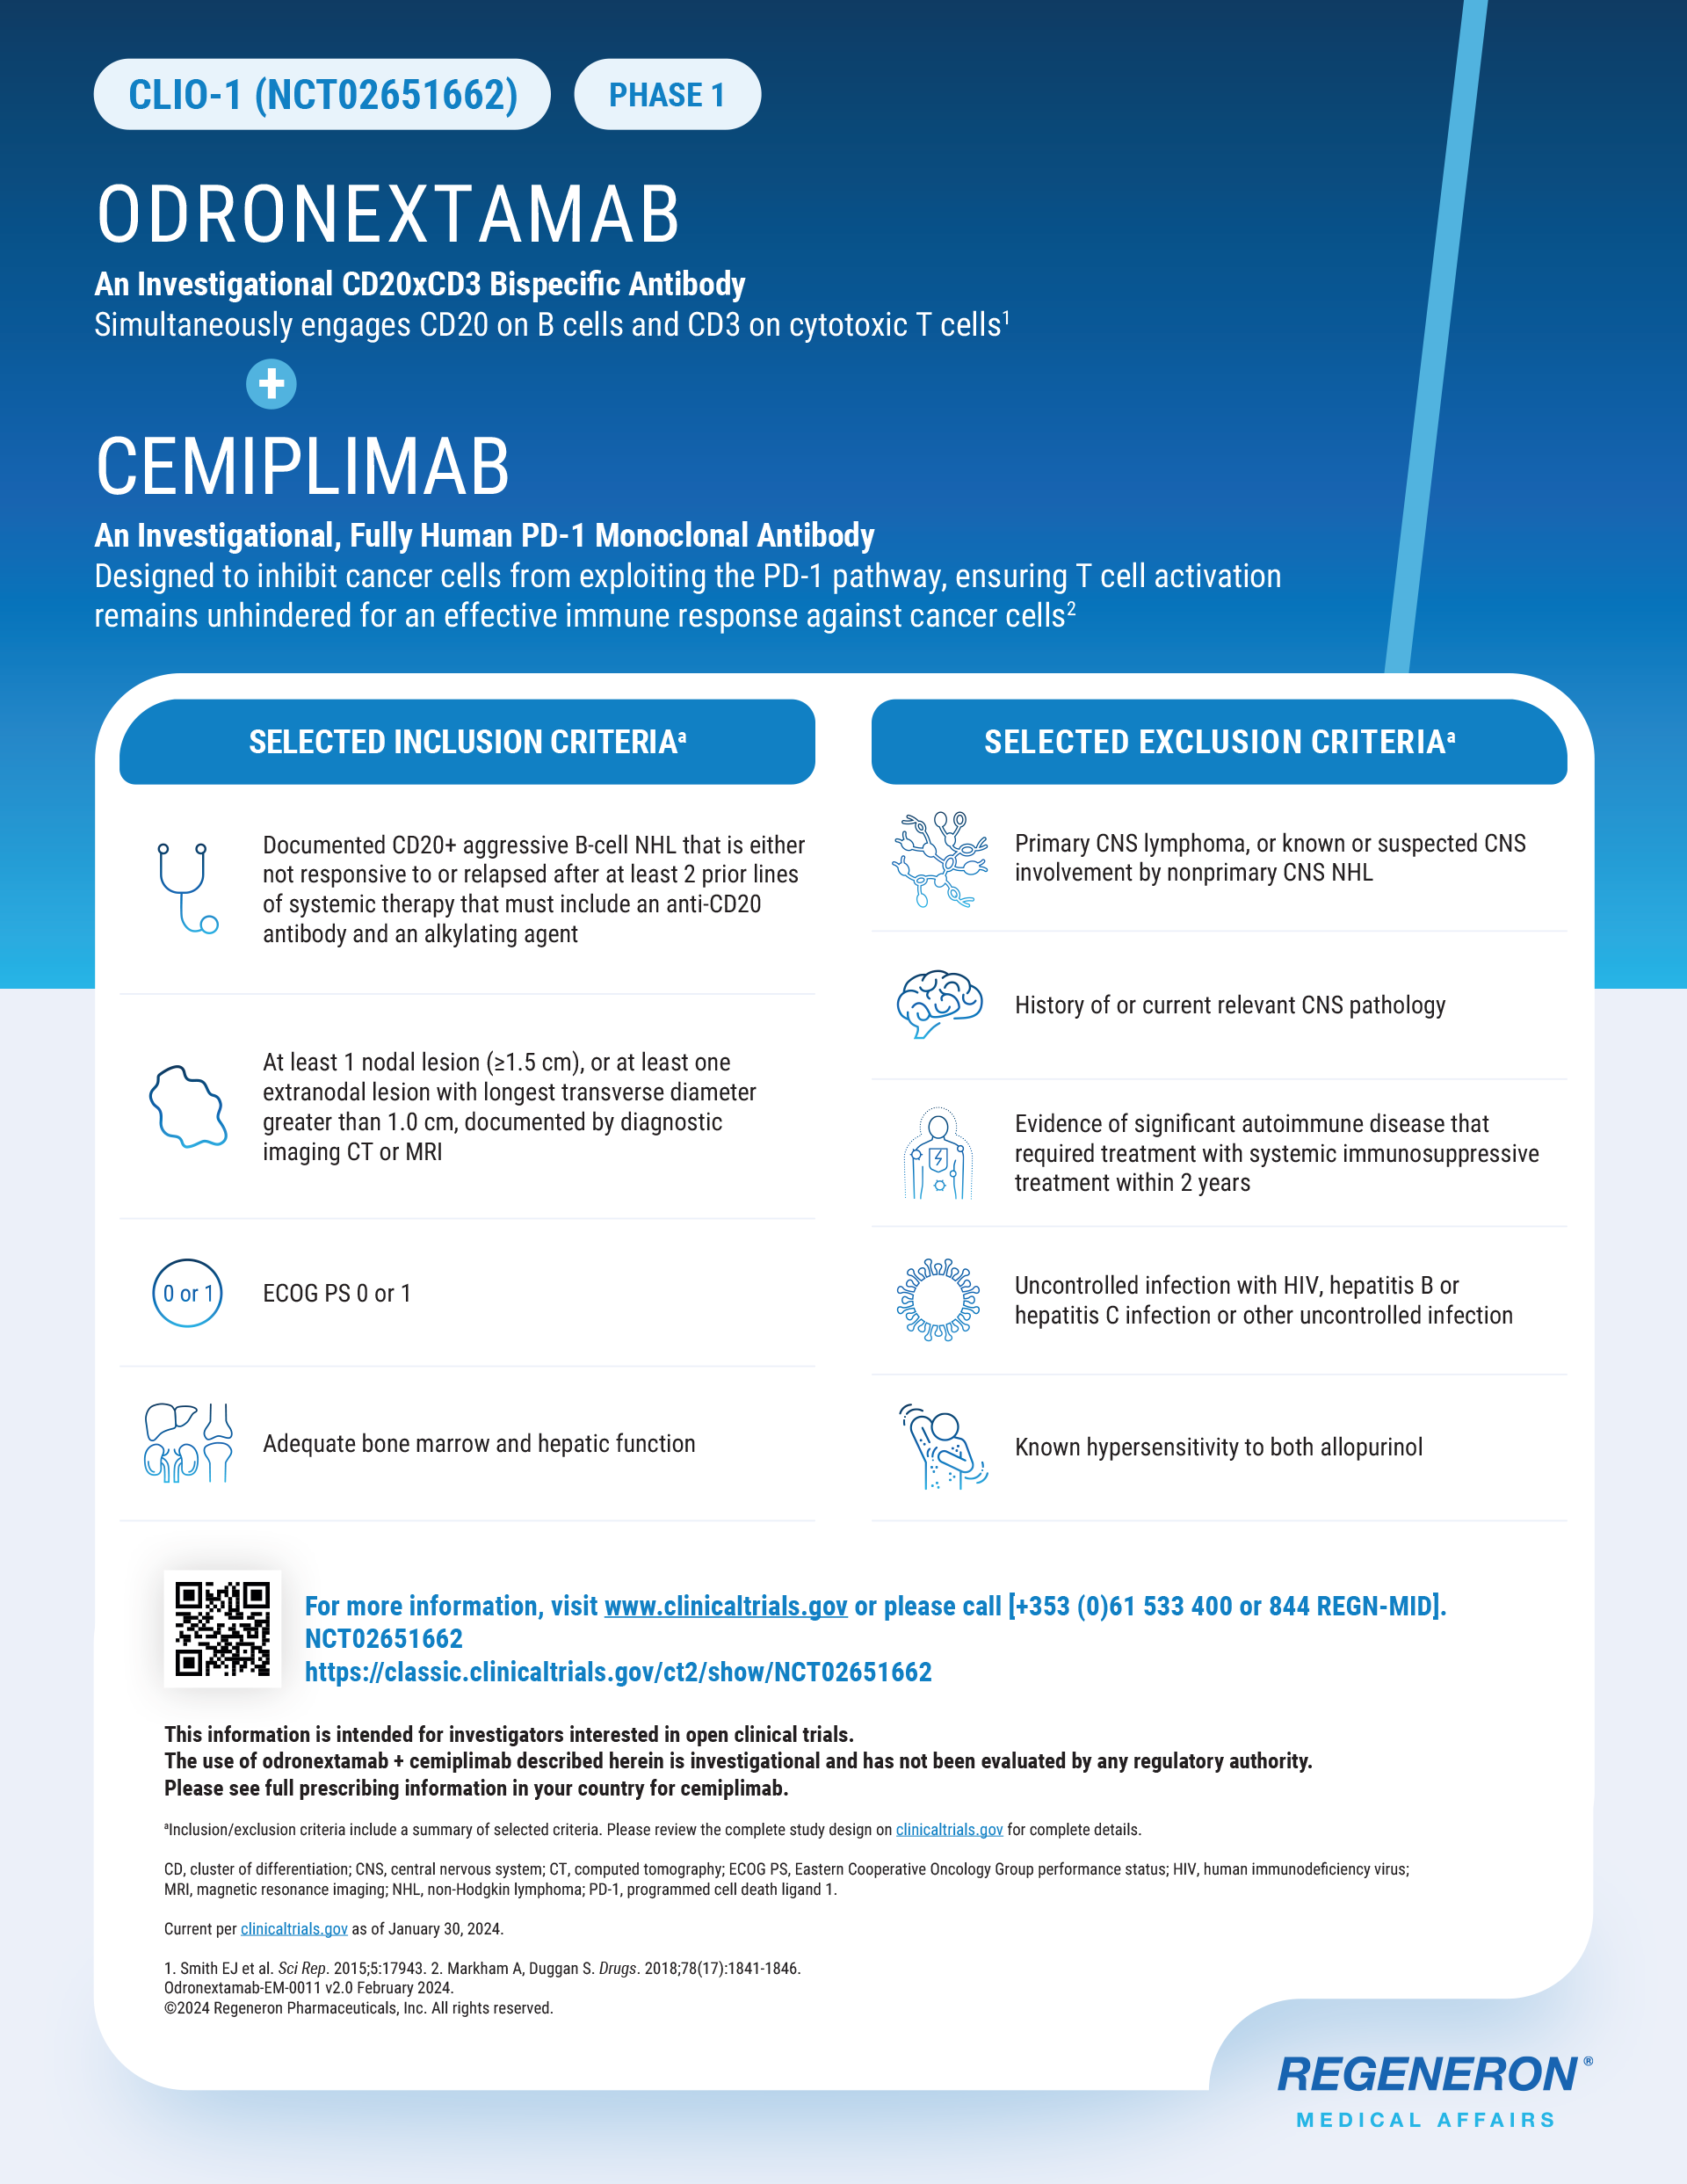 CLIO-1 (NCT02651662)
PHASE 1
ODRONEXTAMAB
An Investigational CD20xCD3 Bispecific Antibody
Simultaneously engages CD20 on B cells and CD3 on cytotoxic T cells¹
+
CEMIPLIMAB
An Investigational, Fully Human PD-1 Monoclonal Antibody
Designed to inhibit cancer cells from exploiting the PD-1 pathway, ensuring T cell activation
remains unhindered for an effective immune response against cancer cells²
SELECTED INCLUSION CRITERIAᵃ
Documented CD20+ aggressive B-cell NHL that is either
not responsive to or relapsed after at least 2 prior lines
of systemic therapy that must include an anti-CD20
antibody and an alkylating agent
At least 1 nodal lesion (≥1.5 cm), or at least one
extranodal lesion with longest transverse diameter
greater than 1.0 cm, documented by diagnostic
imaging CT or MRI
0 or 1
ECOG PS 0 or 1
Adequate bone marrow and hepatic function
SELECTED EXCLUSION CRITERIAᵃ
Primary CNS lymphoma, or known or suspected CNS
involvement by nonprimary CNS NHL
History of or current relevant CNS pathology
Evidence of significant autoimmune disease that
required treatment with systemic immunosuppressive
treatment within 2 years
Uncontrolled infection with HIV, hepatitis B or
hepatitis C infection or other uncontrolled infection
Known hypersensitivity to both allopurinol
For more information, visit www.clinicaltrials.gov or please call [+353 (0)61 533 400 or 844 REGN-MID].
NCT02651662
https://classic.clinicaltrials.gov/ct2/show/NCT02651662
This information is intended for investigators interested in open clinical trials.
The use of odronextamab + cemiplimab described herein is investigational and has not been evaluated by any regulatory authority.
Please see full prescribing information in your country for cemiplimab.
ᵃInclusion/exclusion criteria include a summary of selected criteria. Please review the complete study design on clinicaltrials.gov for complete details.
CD, cluster of differentiation; CNS, central nervous system; CT, computed tomography; ECOG PS, Eastern Cooperative Oncology Group performance status; HIV, human immunodeficiency virus;
MRI, magnetic resonance imaging; NHL, non-Hodgkin lymphoma; PD-1, programmed cell death ligand 1.
Current per clinicaltrials.gov as of January 30, 2024.
1. Smith EJ et al. Sci Rep. 2015;5:17943. 2. Markham A, Duggan S. Drugs. 2018;78(17):1841-1846.
Odronextamab-EM-0011 v2.0 February 2024.
©2024 Regeneron Pharmaceuticals, Inc. All rights reserved.
REGENERON®
MEDICAL AFFAIRS